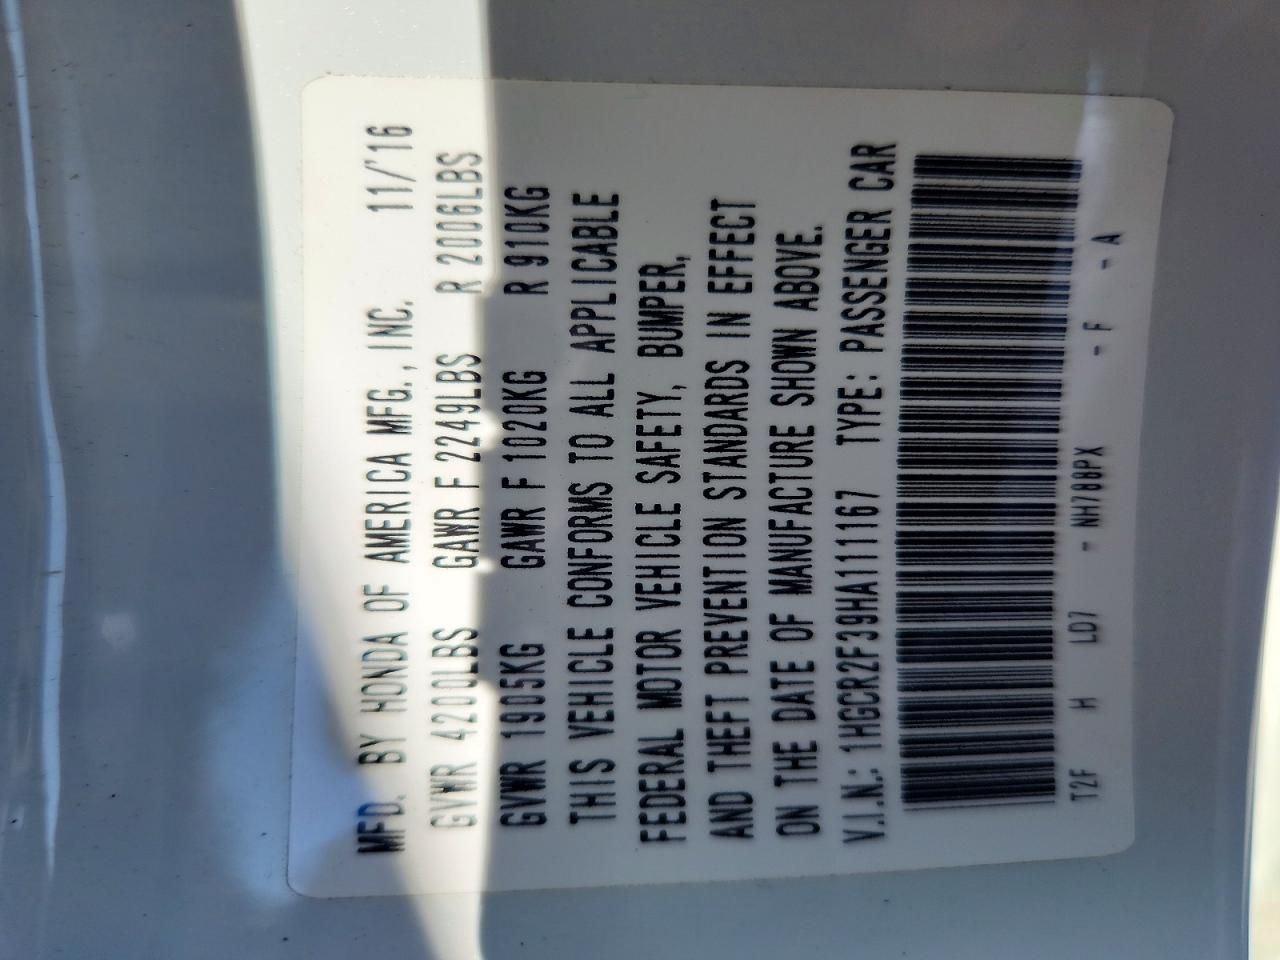 MFD. BY HONDA OF AMERICA MFG., INC. 11/'16
GVWR 4200LBS GAWR F 2249LBS R 2006LBS
GVWR 1905KG GAWR F 1020KG R 910KG
THIS VEHICLE CONFORMS TO ALL APPLICABLE
FEDERAL MOTOR VEHICLE SAFETY, BUMPER,
AND THEFT PREVENTION STANDARDS IN EFFECT
ON THE DATE OF MANUFACTURE SHOWN ABOVE.
V.I.N.: 1HGCR2F39HA111167 TYPE: PASSENGER CAR
T2F H LD7 - NH788PX - F - A